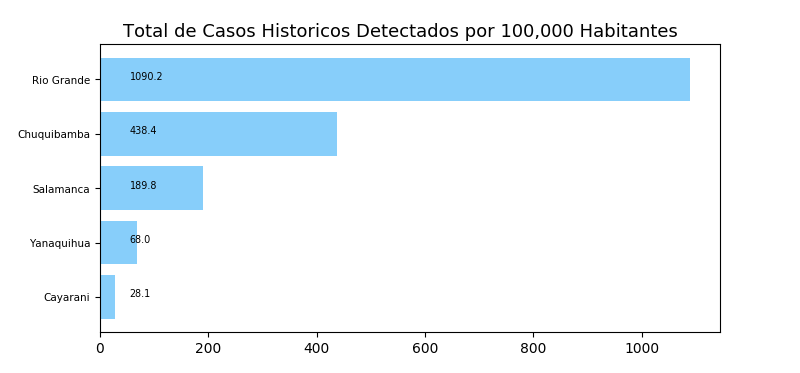 Total de Casos Historicos Detectados por 100,000 Habitantes
Rio Grande 1090.2
Chuquibamba 438.4
Salamanca 189.8
Yanaquihua 68.0
Cayarani 28.1
0 200 400 600 800 1000